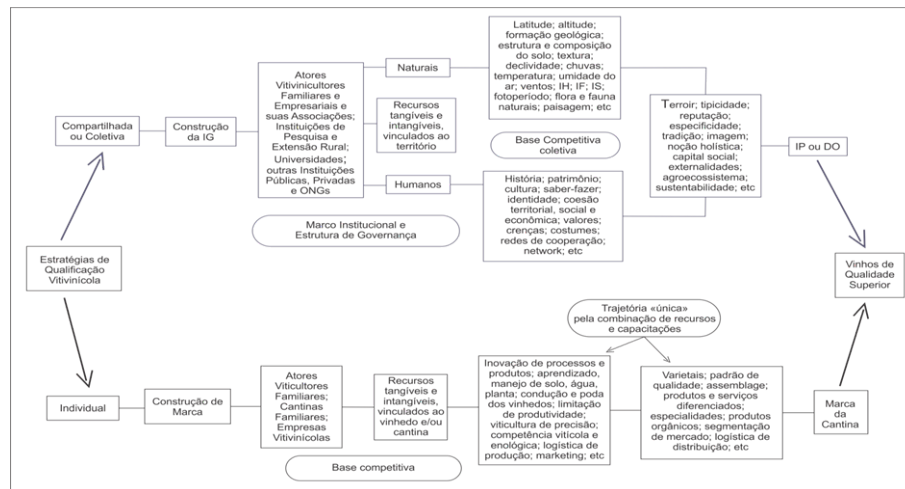 Compartilhada
ou Coletiva
Construção
da IG
Atores
Vitivinicultores
Familiares e
Empresariais e
suas Associações;
Instituições de
Pesquisa e
Extensão Rural;
Universidades;
outras Instituições
Públicas, Privadas
e ONGs
Naturais
Recursos
tangíveis e
intangíveis,
vinculados ao
território
Humanos
Marco Institucional e
Estrutura de Governança
Latitude; altitude;
formação geológica;
estrutura e composição
do solo; textura;
declividade; chuvas;
temperatura; umidade do
ar; ventos; IH; IF; IS;
fotoperíodo; flora e fauna
naturais; paisagem; etc
Base Competitiva
coletiva
História; patrimônio;
cultura; saber-fazer;
identidade; coesão
territorial, social e
econômica; valores;
crenças; costumes;
redes de cooperação;
network; etc
Terroir; tipicidade;
reputação;
especificidade;
tradição; imagem;
noção holística;
capital social;
externalidades;
agroecossistema;
sustentabilidade; etc
IP ou DO
Estratégias de
Qualificação
Vitivinícola
Vinhos de
Qualidade
Superior
Individual
Construção de
Marca
Atores
Viticultores
Familiares;
Cantinas
Familiares;
Empresas
Vitivinícolas
Recursos
tangíveis e
intangíveis,
vinculados ao
vinhedo e/ou
cantina
Base competitiva
Trajetória «única»
pela combinação de recursos
e capacitações
Inovação de processos e
produtos; aprendizado,
manejo de solo, água,
planta; condução e poda
dos vinhedos; limitação
de produtividade;
viticultura de precisão;
competência vitícola e
enológica; logística de
produção; marketing; etc
Varietais; padrão de
qualidade; assemblage;
produtos e serviços
diferenciados;
especialidades; produtos
orgânicos; segmentação
de mercado; logística de
distribuição; etc
Marca
da
Cantina